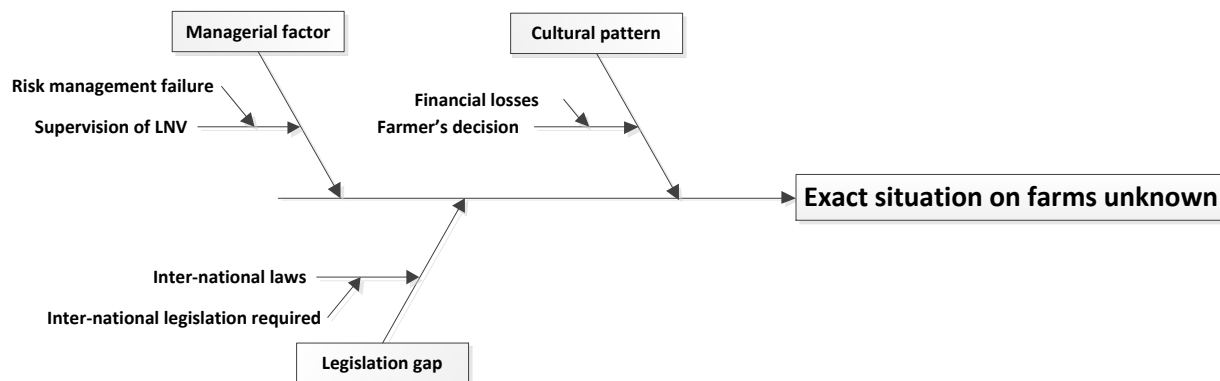 Managerial factor
Cultural pattern
Risk management failure
Financial losses
Supervision of LNV
Farmer’s decision
Exact situation on farms unknown
Inter-national laws
Inter-national legislation required
Legislation gap